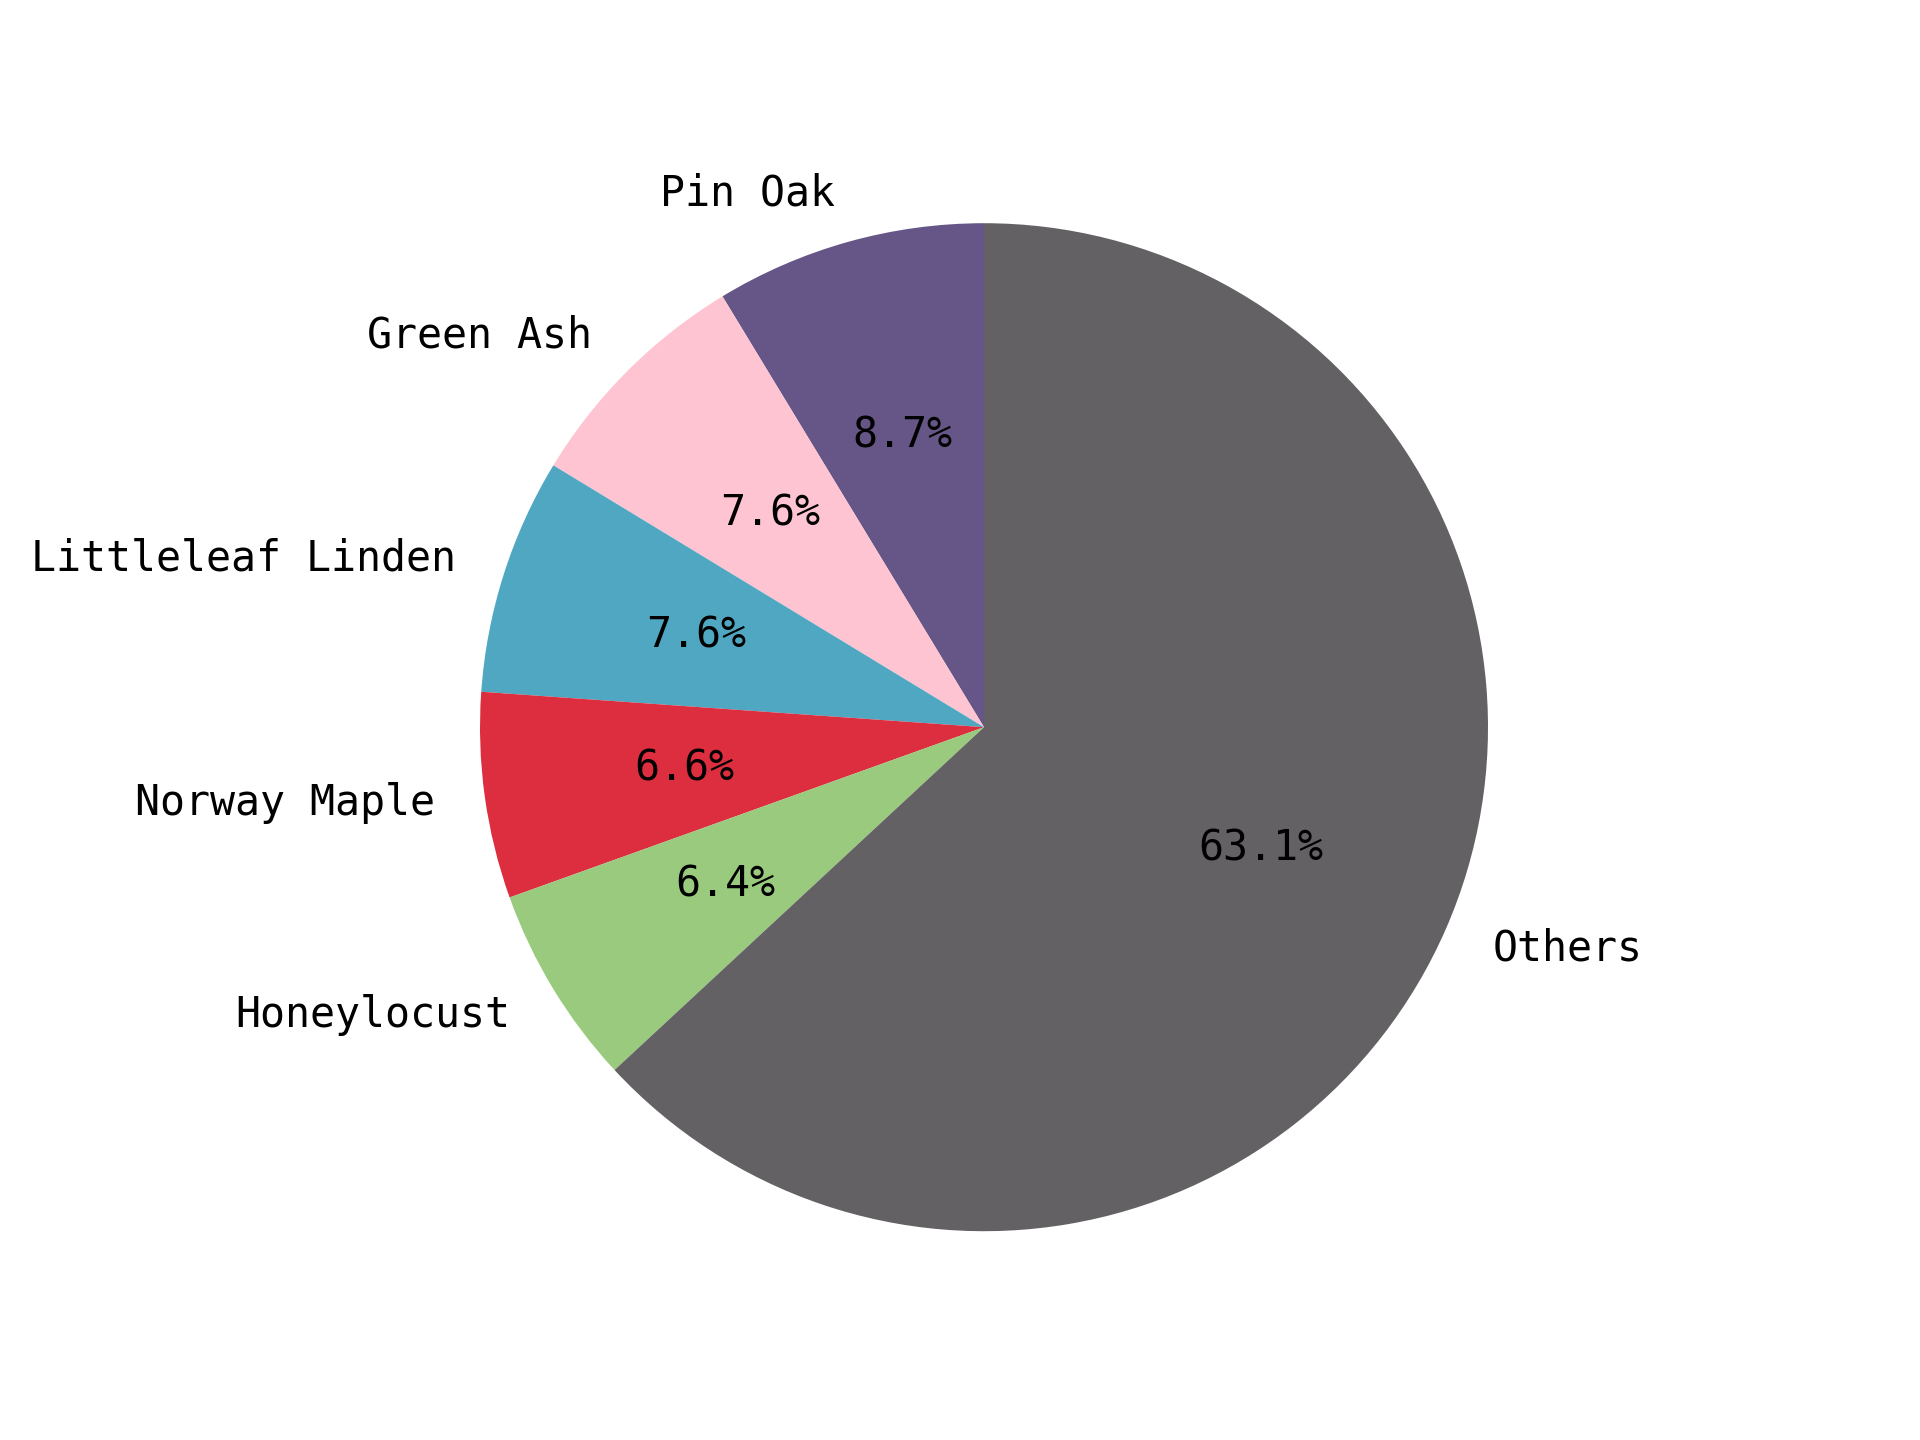 Pin Oak
Green Ash
8.7%
7.6%
Littleleaf Linden
7.6%
6.6%
Norway Maple
63.1%
6.4%
Others
Honeylocust